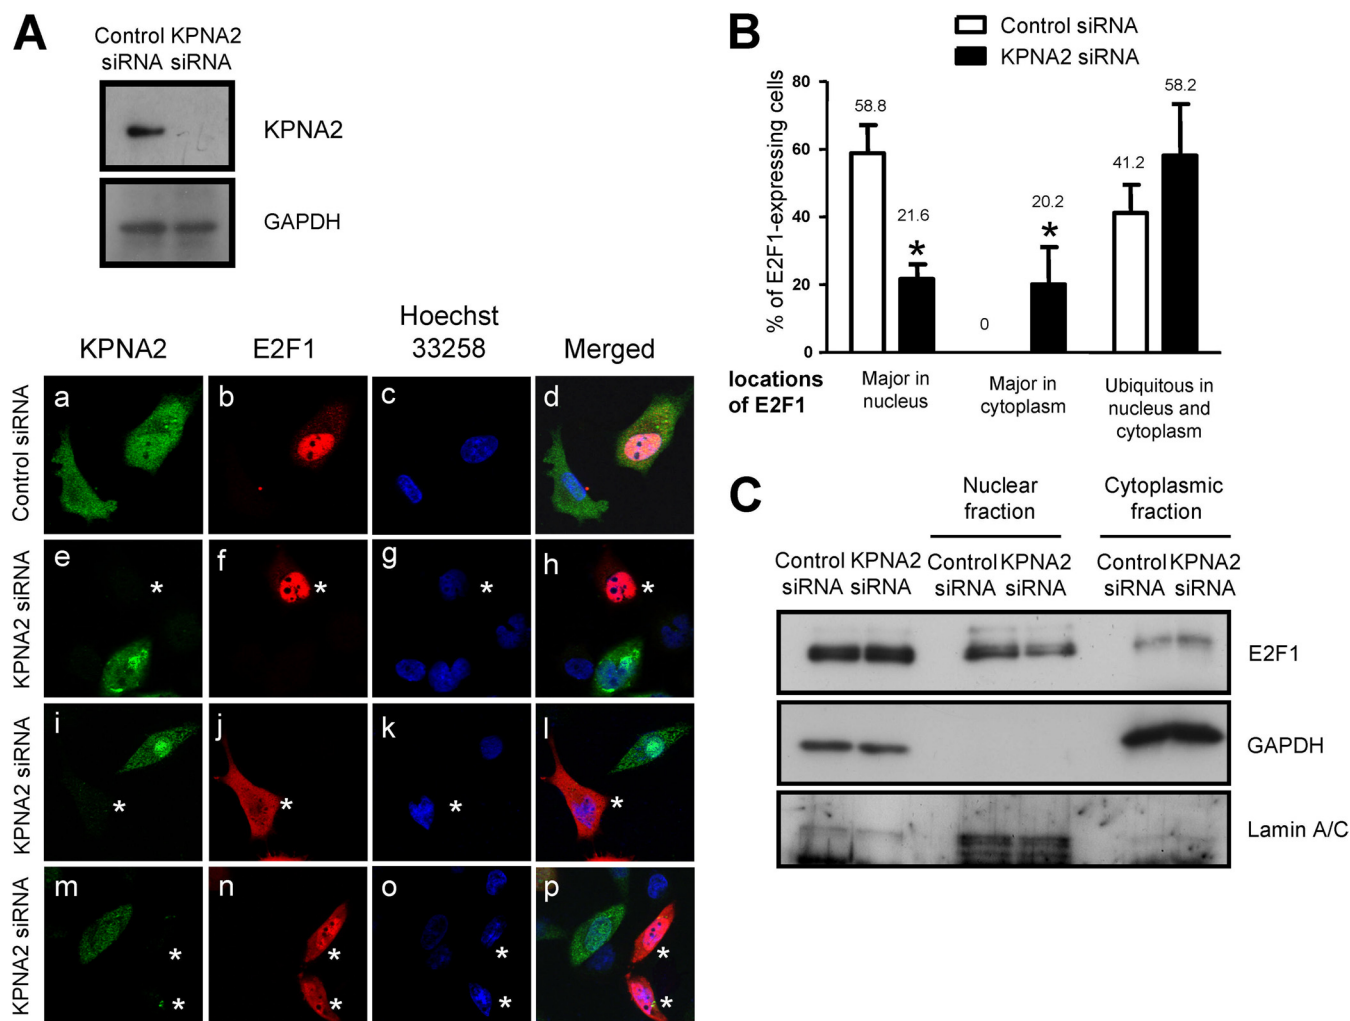 A
Control KPNA2
siRNA siRNA
KPNA2
GAPDH
KPNA2
E2F1
Hoechst
33258
Merged
Control siRNA
a
b
c
d
KPNA2 siRNA
e
*
f
*
g
*
h
*
KPNA2 siRNA
i
*
j
*
k
*
l
*
KPNA2 siRNA
m
*
*
n
*
*
o
*
*
p
*
*
B
Control siRNA
KPNA2 siRNA
% of E2F1-expressing cells
80
60
40
20
0
58.8
21.6
*
0
20.2
*
41.2
58.2
locations
of E2F1
Major in
nucleus
Major in
cytoplasm
Ubiquitous in
nucleus and
cytoplasm
C
Nuclear
fraction
Cytoplasmic
fraction
Control KPNA2
siRNA siRNA
Control KPNA2
siRNA siRNA
Control KPNA2
siRNA siRNA
E2F1
GAPDH
Lamin A/C